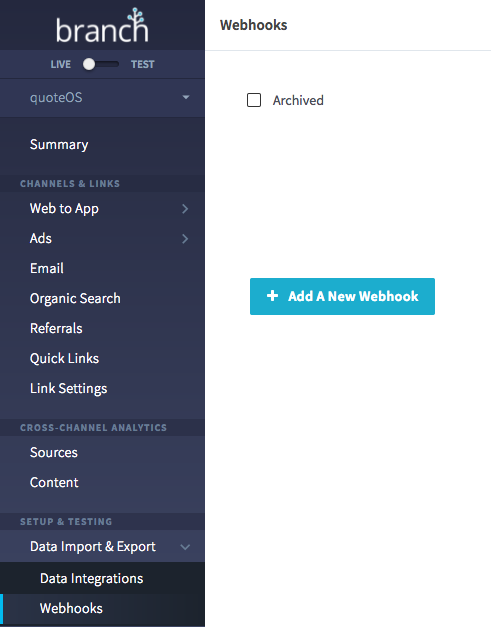 branch
LIVE TEST
quoteOS
Summary
CHANNELS & LINKS
Web to App
Ads
Email
Organic Search
Referrals
Quick Links
Link Settings
CROSS-CHANNEL ANALYTICS
Sources
Content
SETUP & TESTING
Data Import & Export
Data Integrations
Webhooks
Webhooks
Archived
+ Add A New Webhook